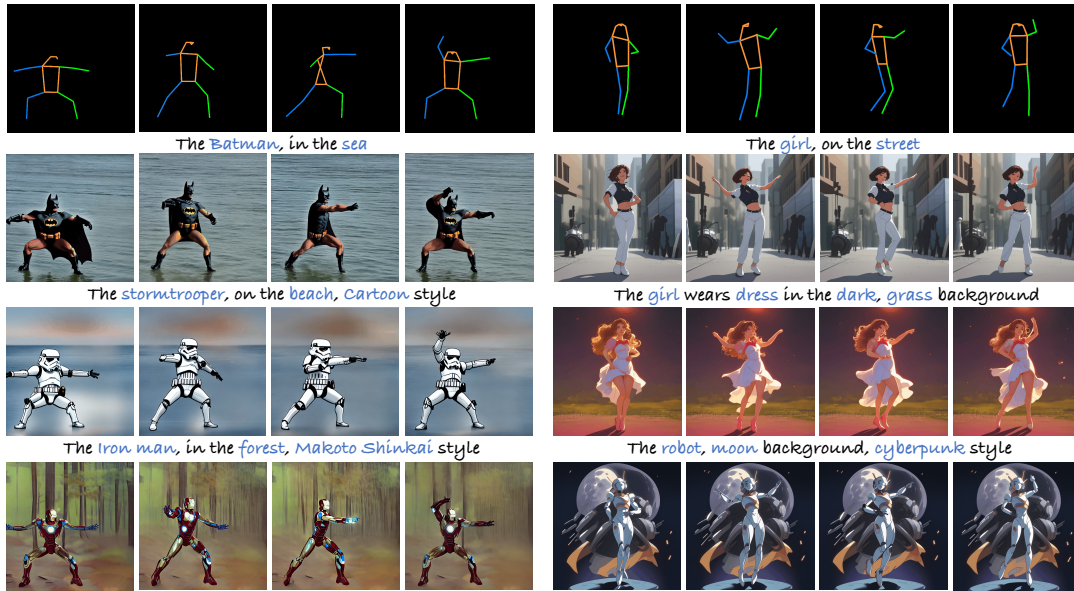 The Batman, in the sea
The girl, on the street
The stormtrooper, on the beach, Cartoon style
The girl wears dress in the dark, grass background
The Iron man, in the forest, Makoto Shinkai style
The robot, moon background, cyberpunk style